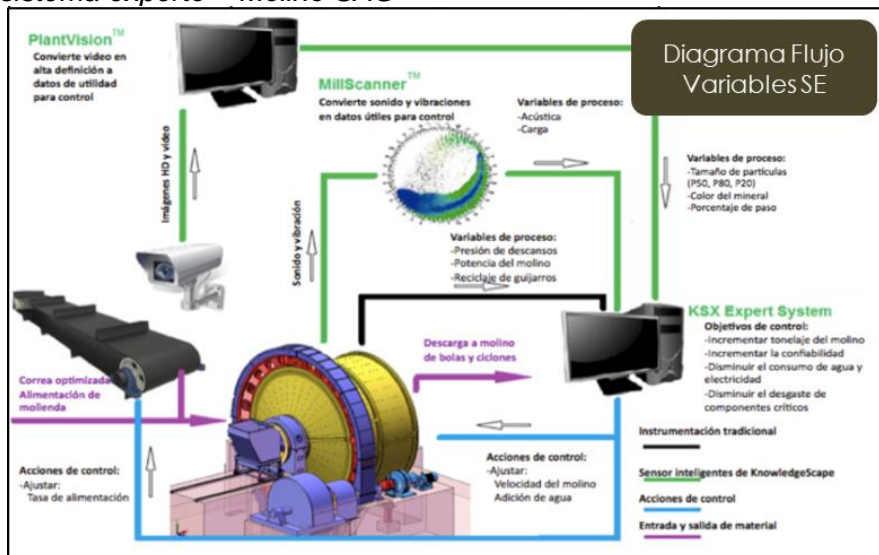 PlantVision™
Convierte video en
alta definición a
datos de utilidad
para control
MillScanner™
Convierte sonido y vibraciones
en datos útiles para control
Variables de proceso:
-Acústica
-Carga
Diagrama Flujo
Variables SE
Variables de proceso:
-Tamaño de partículas
(P50, P80, P20)
-Color del mineral
-Porcentaje de paso
Imágenes HD y video
Sonido y vibración
Variables de proceso:
-Presión de descansos
-Potencia del molino
-Reciclaje de guijarros
KSX Expert System
Objetivos de control:
-Incrementar tonelaje del molino
-Incrementar la confiabilidad
-Disminuir el consumo de agua y
electricidad
-Disminuir el desgaste de
componentes críticos
Descarga a molino
de bolas y ciclones
Correa optimizada
Alimentación de
molienda
Acciones de control:
-Ajustar:
Tasa de alimentación
Acciones de control:
-Ajustar:
Velocidad del molino
Adición de agua
Instrumentación tradicional
Sensor inteligentes de KnowledgeScape
Acciones de control
Entrada y salida de material